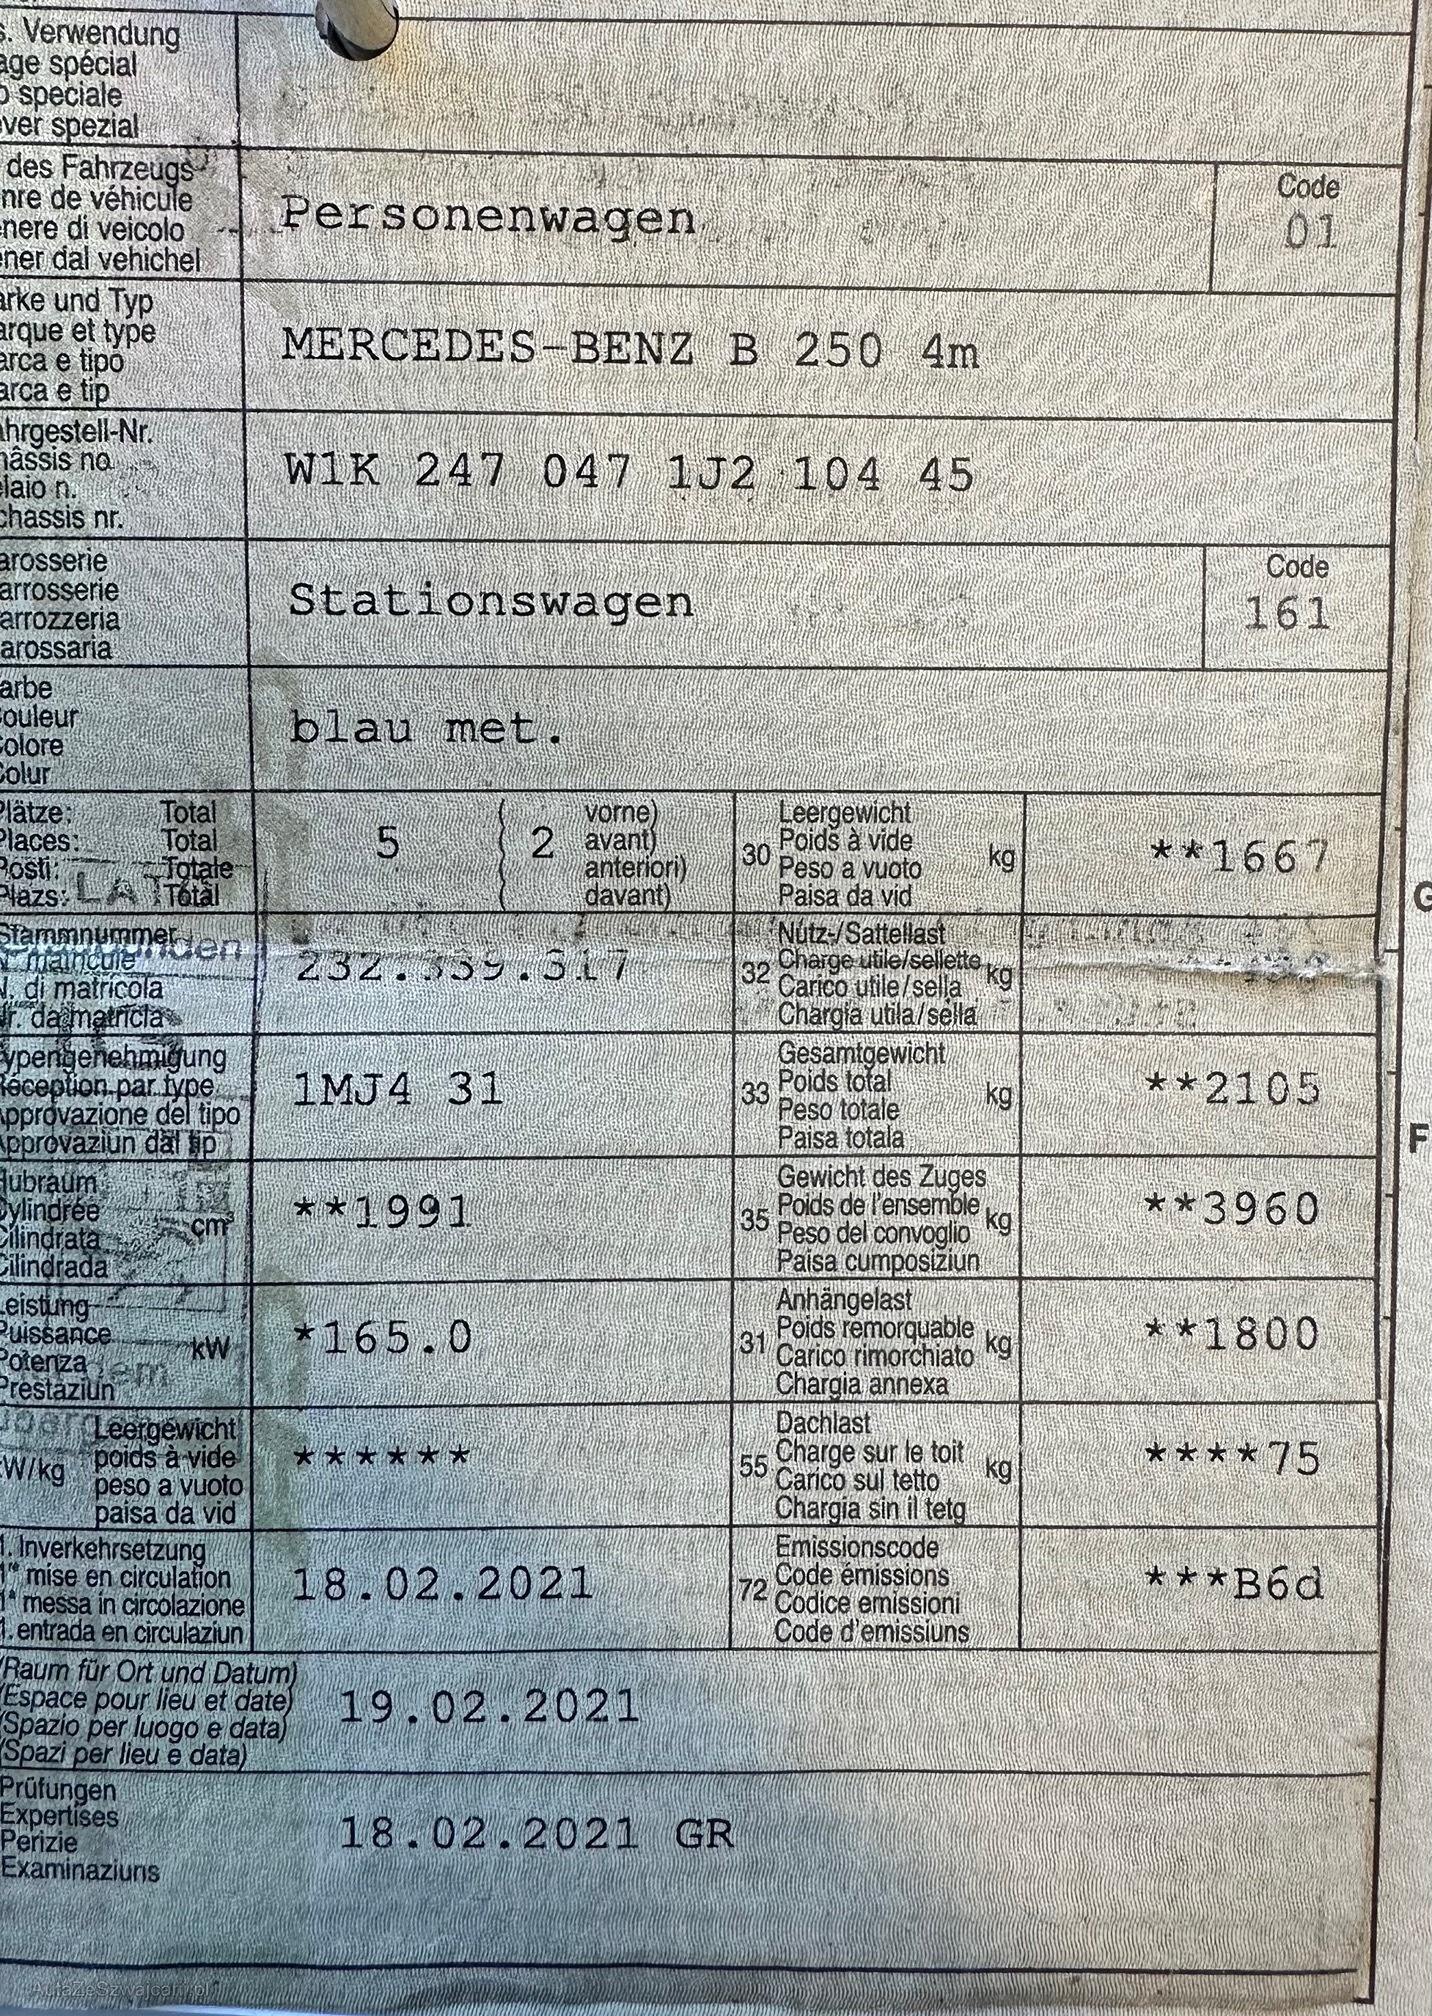 s. Verwendung
age spécial
o speciale
ver spezial
des Fahrzeugs
nre de véhicule
nere di veicolo
ner dal vehichel
Personenwagen
Code
01
arke und Typ
arque et type
arca e tipo
arca e tip
MERCEDES-BENZ B 250 4m
ahrgestell-Nr.
hâssis no
elaio n.
chassis nr.
W1K 247 047 1J2 104 45
arosserie
arrosserie
arrozzeria
arossaria
Stationswagen
Code
161
arbe
ouleur
olore
olur
blau met.
Plätze: Total
Places: Total
Posti: Totale
Plazs: Total
5
2
vorne)
avant)
anteriori)
davant)
30
Leergewicht
Poids à vide
Peso a vuoto
Paisa da vid
kg
**1667
Stammnummer
matricule
N. di matricola
Nr. da matricla
32
Nutz-/Sattellast
Charge utile/sellette
Carico utile/sella
Chargia utila/sella
kg
Typengenehmigung
Réception par type
Approvazione del tipo
Approvaziun dal tip
1MJ4 31
33
Gesamtgewicht
Poids total
Peso totale
Paisa totala
kg
**2105
Hubraum
Cylindrée
Cilindrata
Cilindrada
cm³
**1991
35
Gewicht des Zuges
Poids de l'ensemble
Peso del convoglio
Paisa cumposiziun
kg
**3960
Leistung
Puissance
Potenza
Prestaziun
kW
*165.0
31
Anhängelast
Poids remorquable
Carico rimorchiato
Chargia annexa
kg
**1800
kW/kg
Leergewicht
poids à vide
peso a vuoto
paisa da vid
******
55
Dachlast
Charge sur le toit
Carico sul tetto
Chargia sin il tetg
kg
****75
1. Inverkehrsetzung
1re mise en circulation
1a messa in circolazione
1. entrada en circulaziun
18.02.2021
72
Emissionscode
Code émissions
Codice emissioni
Code d'emissiuns
***B6d
(Raum für Ort und Datum)
(Espace pour lieu et date)
(Spazio per luogo e data)
(Spazi per lieu e data)
19.02.2021
Prüfungen
Expertises
Perizie
Examinaziuns
18.02.2021 GR
F
AutaZeSzwajcarii.pl